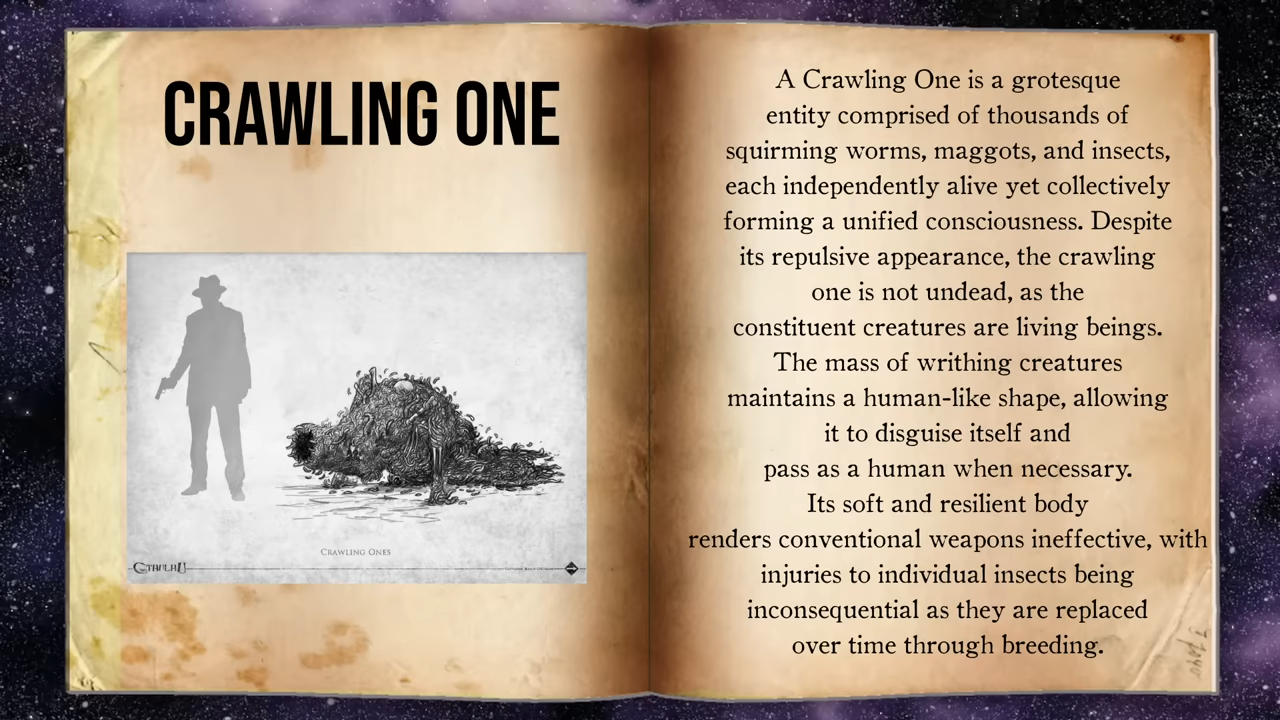 CRAWLING ONE
CRAWLING ONES
CTHULHU
A Crawling One is a grotesque
entity comprised of thousands of
squirming worms, maggots, and insects,
each independently alive yet collectively
forming a unified consciousness. Despite
its repulsive appearance, the crawling
one is not undead, as the
constituent creatures are living beings.
The mass of writhing creatures
maintains a human-like shape, allowing
it to disguise itself and
pass as a human when necessary.
Its soft and resilient body
renders conventional weapons ineffective, with
injuries to individual insects being
inconsequential as they are replaced
over time through breeding.